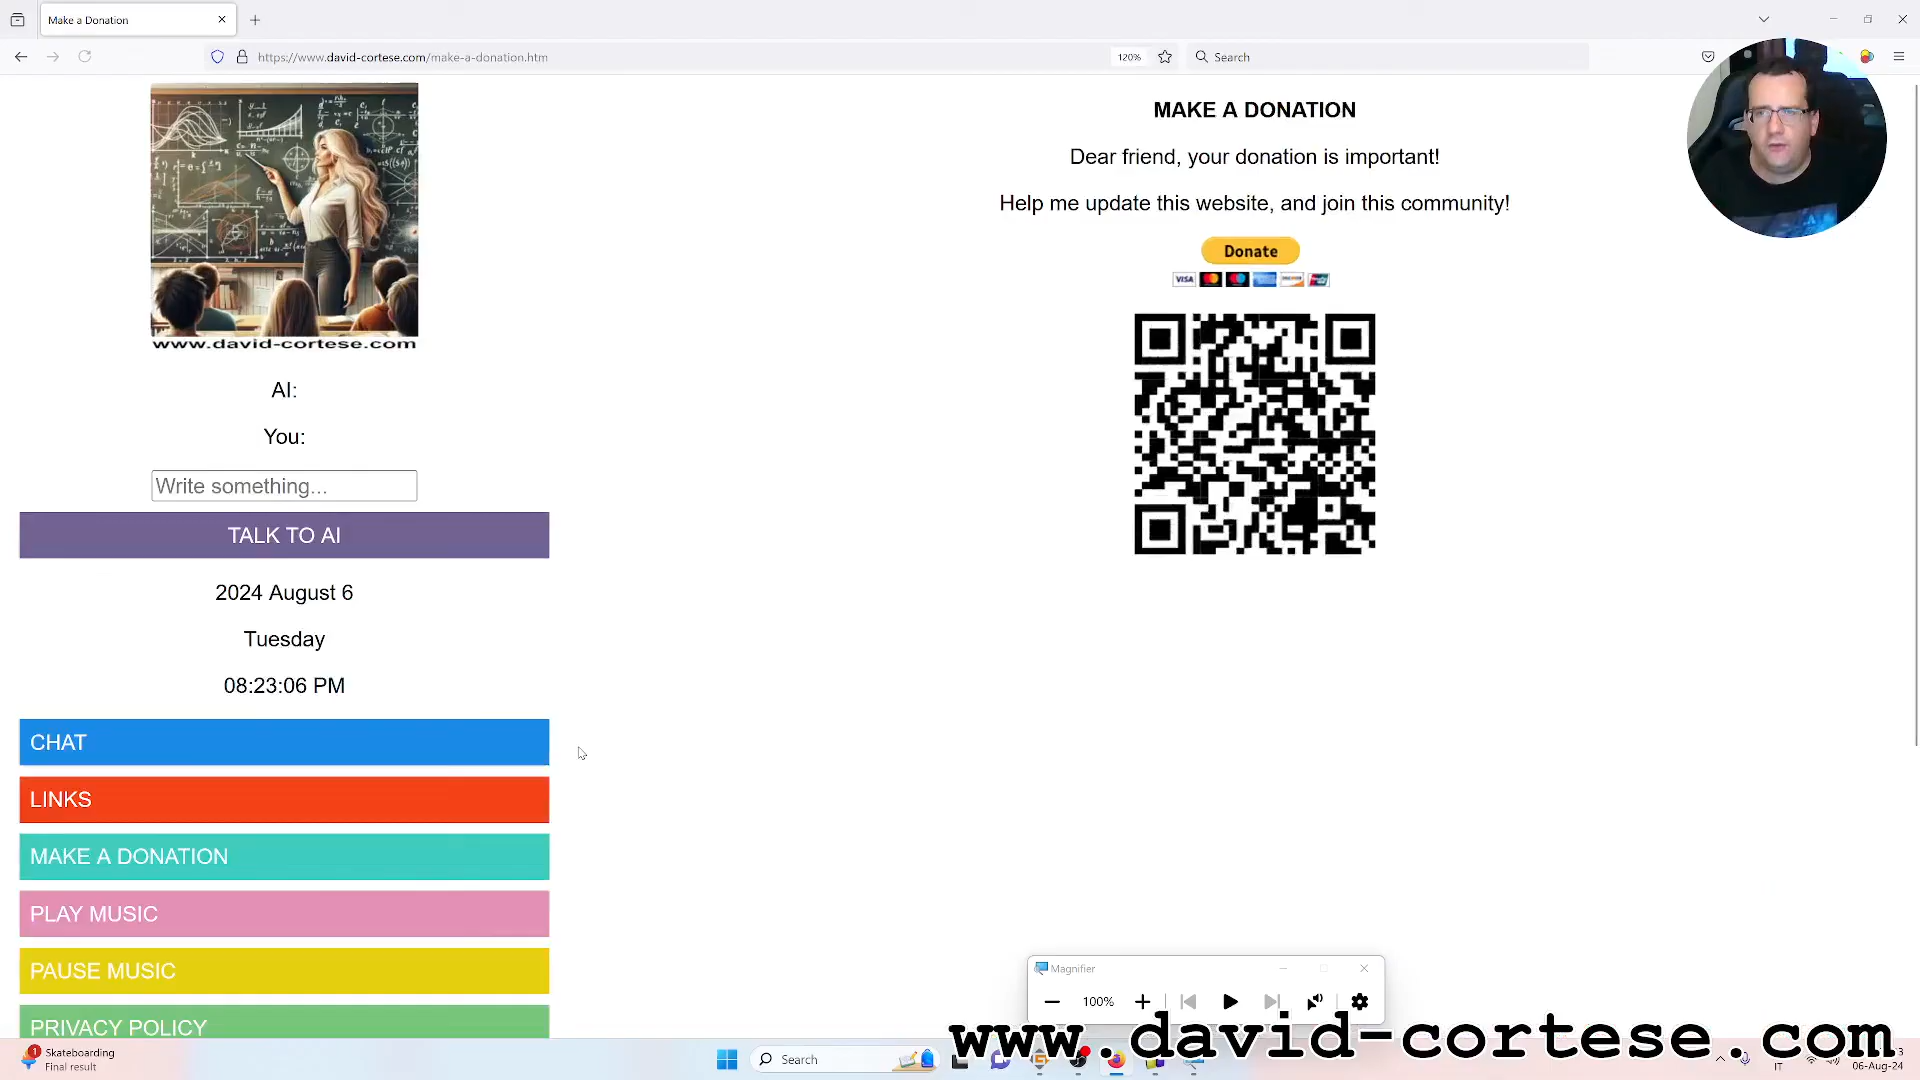 Make a Donation
https://www.david-cortese.com/make-a-donation.htm
120%
Search
www.david-cortese.com
AI:
You:
Write something...
TALK TO AI
2024 August 6
Tuesday
08:23:06 PM
CHAT
LINKS
MAKE A DONATION
PLAY MUSIC
PAUSE MUSIC
PRIVACY POLICY
MAKE A DONATION
Dear friend, your donation is important!
Help me update this website, and join this community!
Donate
VISA
Magnifier
100%
www.david-cortese.com
1
Skateboarding
Final result
Search
IT
06-Aug-24